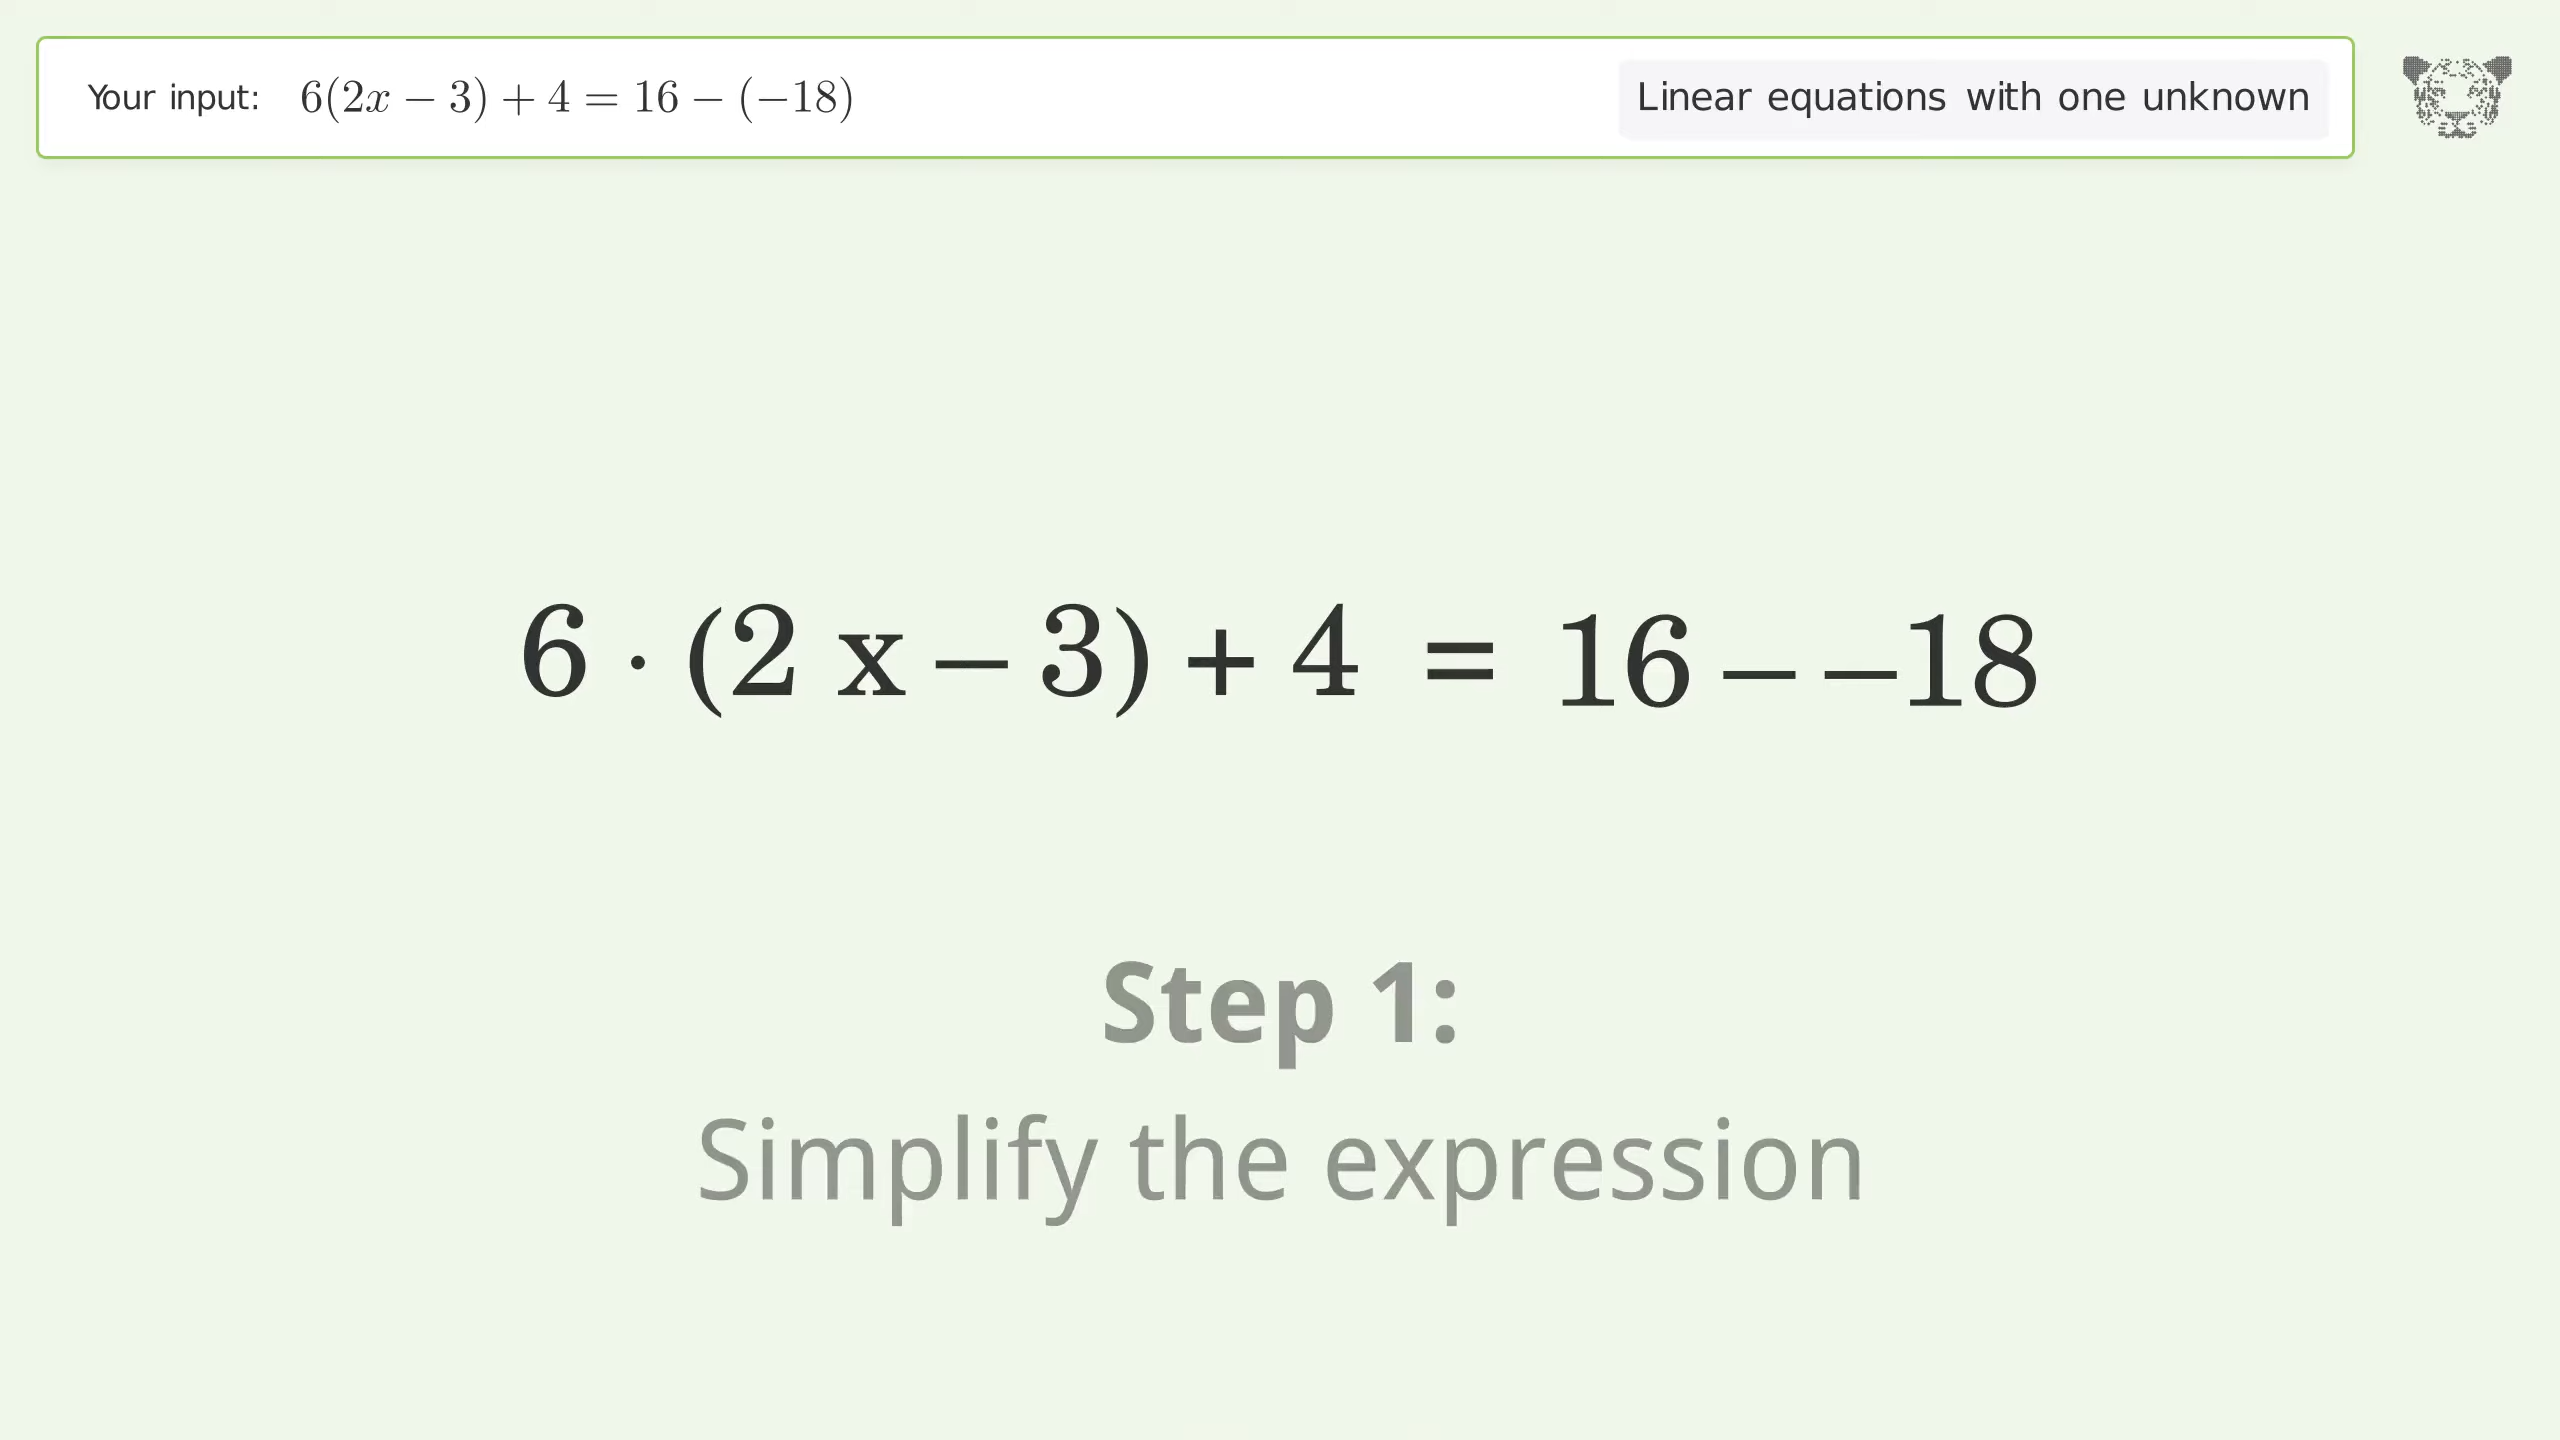 Your input: 6(2x − 3) + 4 = 16 − (−18)
Linear equations with one unknown
6 · (2 x – 3) + 4 = 16 – –18
Step 1:
Simplify the expression